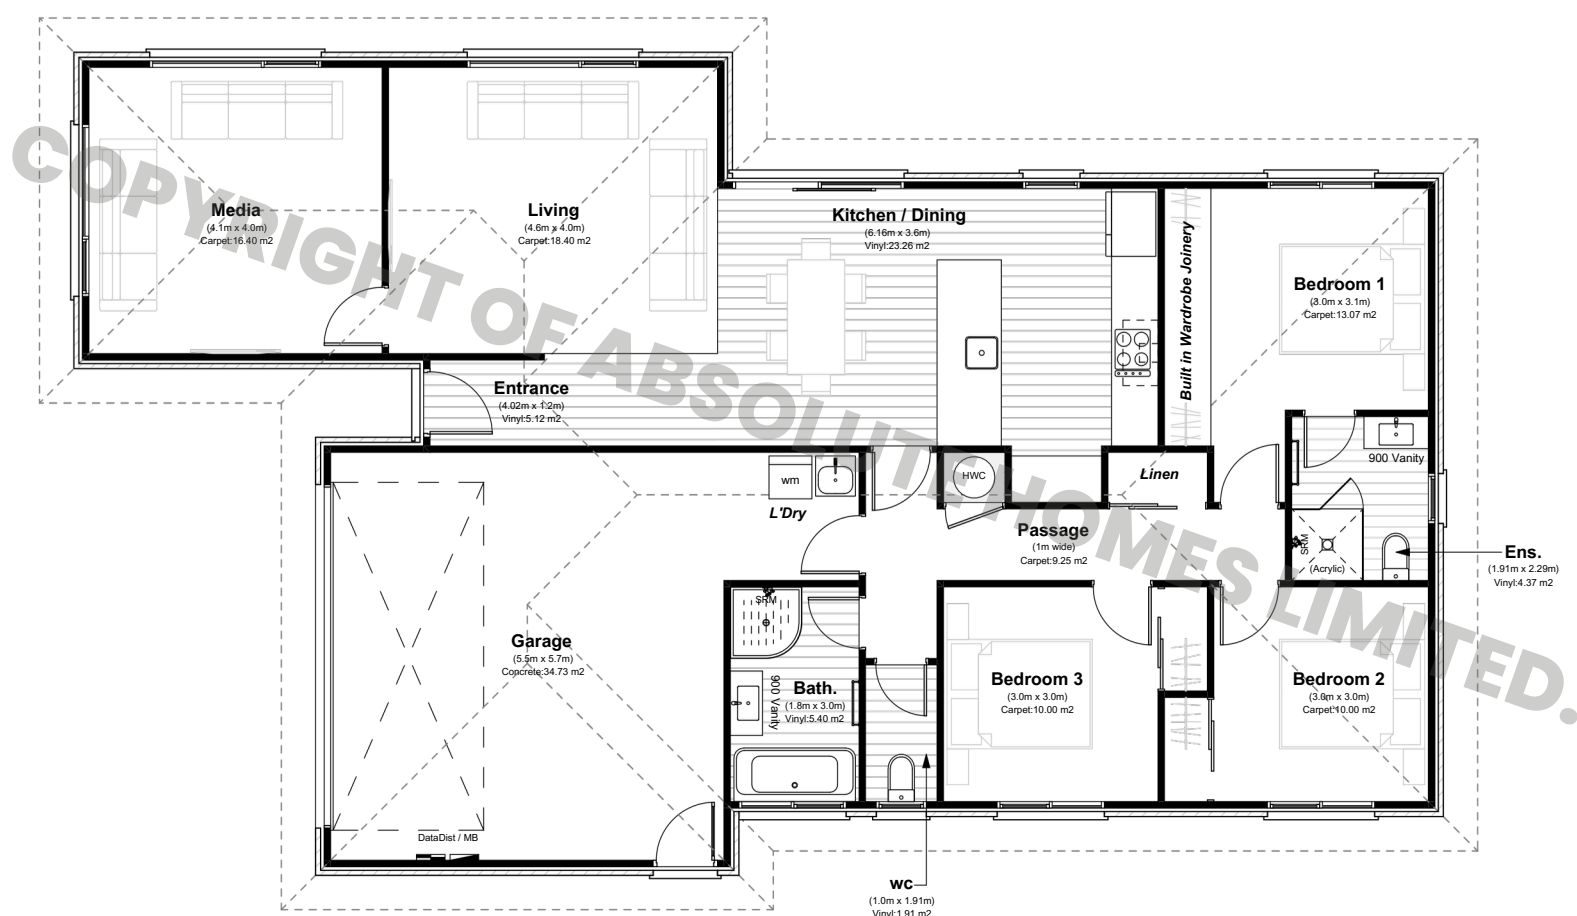 Media
(4.1m x 4.0m)
Carpet:16.40 m2
Living
(4.6m x 4.0m)
Carpet:18.40 m2
Kitchen / Dining
(6.16m x 3.6m)
Vinyl:23.26 m2
Built in Wardrobe Joinery
Bedroom 1
(3.0m x 3.1m)
Carpet:13.07 m2
COPYRIGHT OF ABSOLUTE HOMES LIMITED.
Entrance
(4.02m x 1.2m)
Vinyl:5.12 m2
900 Vanity
wm
L'Dry
HWC
Linen
Passage
(1m wide)
Carpet:9.25 m2
SRM
(Acrylic)
Ens.
(1.91m x 2.29m)
Vinyl:4.37 m2
SRM
Garage
(5.5m x 5.7m)
Concrete:34.73 m2
900 Vanity
Bath.
(1.8m x 3.0m)
Vinyl:5.40 m2
Bedroom 3
(3.0m x 3.0m)
Carpet:10.00 m2
Bedroom 2
(3.0m x 3.0m)
Carpet:10.00 m2
DataDist / MB
wc
(1.0m x 1.91m)
Vinyl:1.91 m2